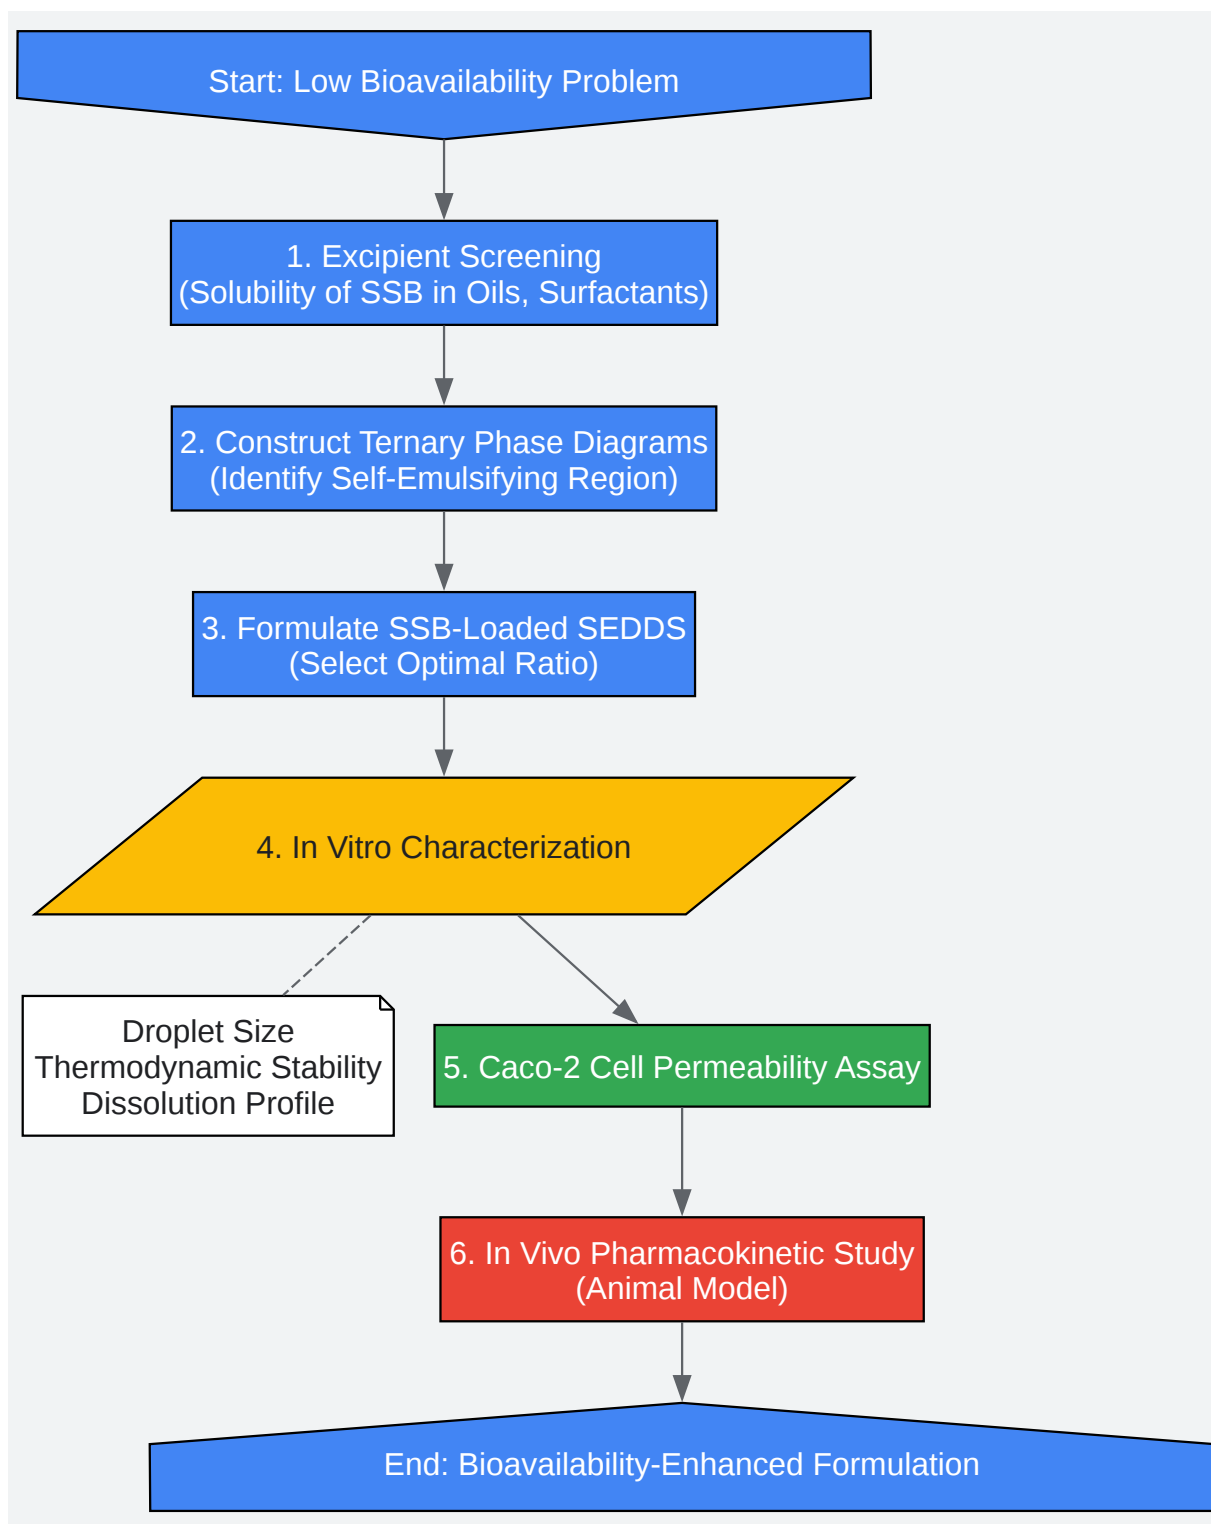 Start: Low Bioavailability Problem
1. Excipient Screening
(Solubility of SSB in Oils, Surfactants)
2. Construct Ternary Phase Diagrams
(Identify Self-Emulsifying Region)
3. Formulate SSB-Loaded SEDDS
(Select Optimal Ratio)
4. In Vitro Characterization
Droplet Size
Thermodynamic Stability
Dissolution Profile
5. Caco-2 Cell Permeability Assay
6. In Vivo Pharmacokinetic Study
(Animal Model)
End: Bioavailability-Enhanced Formulation